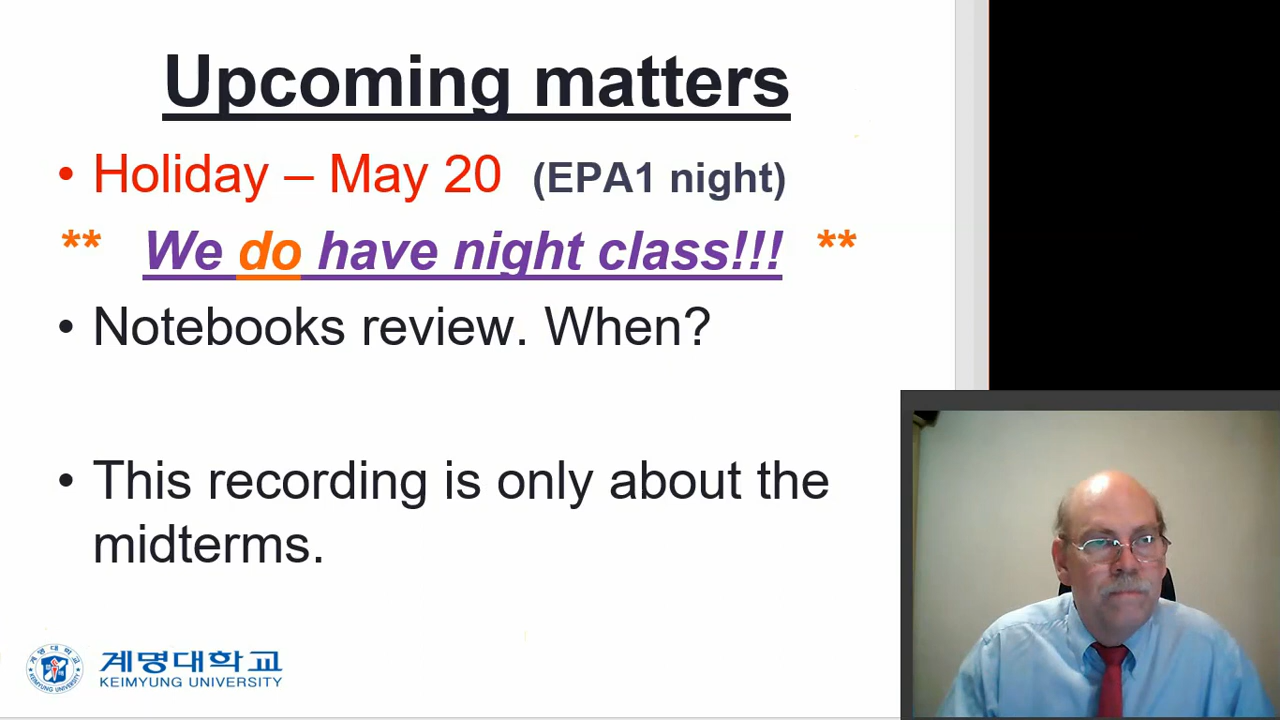 Upcoming matters
• Holiday – May 20 (EPA1 night)
** We do have night class!!! **
• Notebooks review. When?
• This recording is only about the
midterms.
계명대학교
KEIMYUNG UNIVERSITY